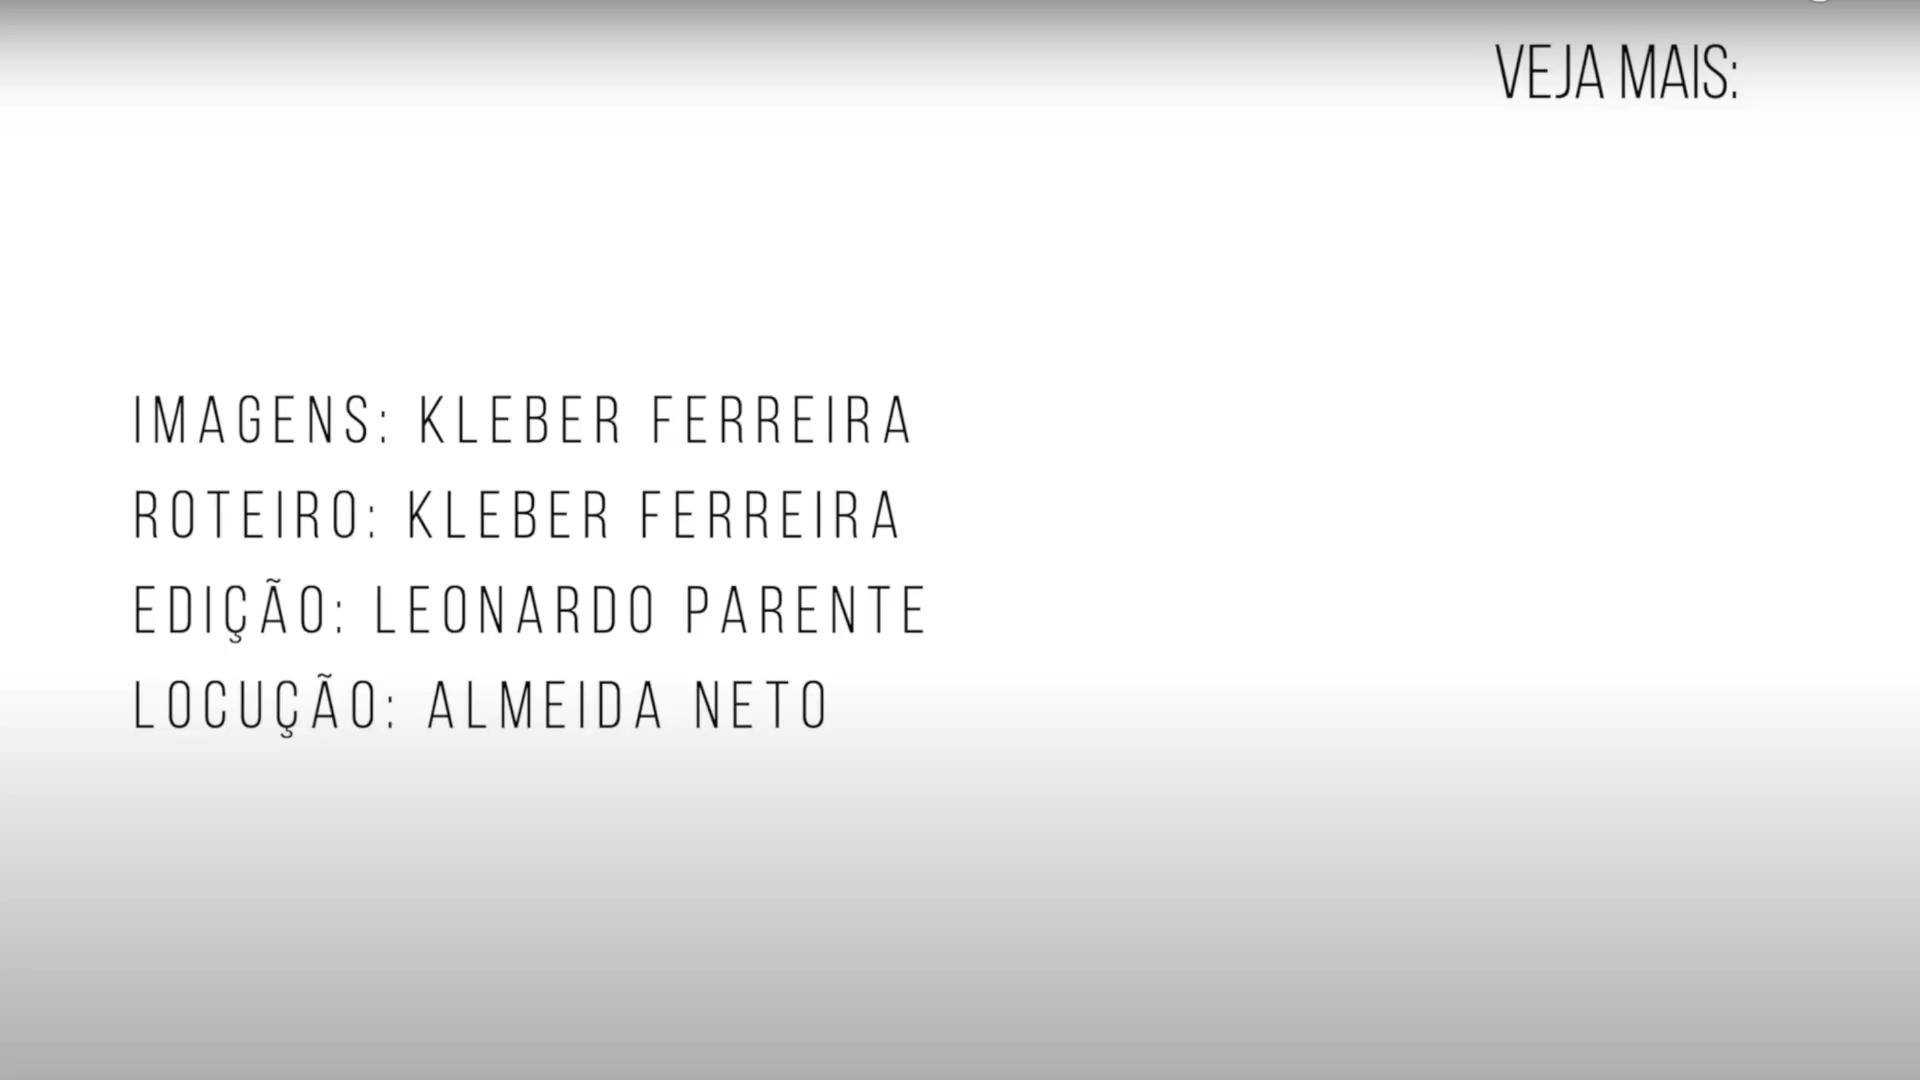 VEJA MAIS:
IMAGENS: KLEBER FERREIRA
ROTEIRO: KLEBER FERREIRA
EDIÇÃO: LEONARDO PARENTE
LOCUÇÃO: ALMEIDA NETO